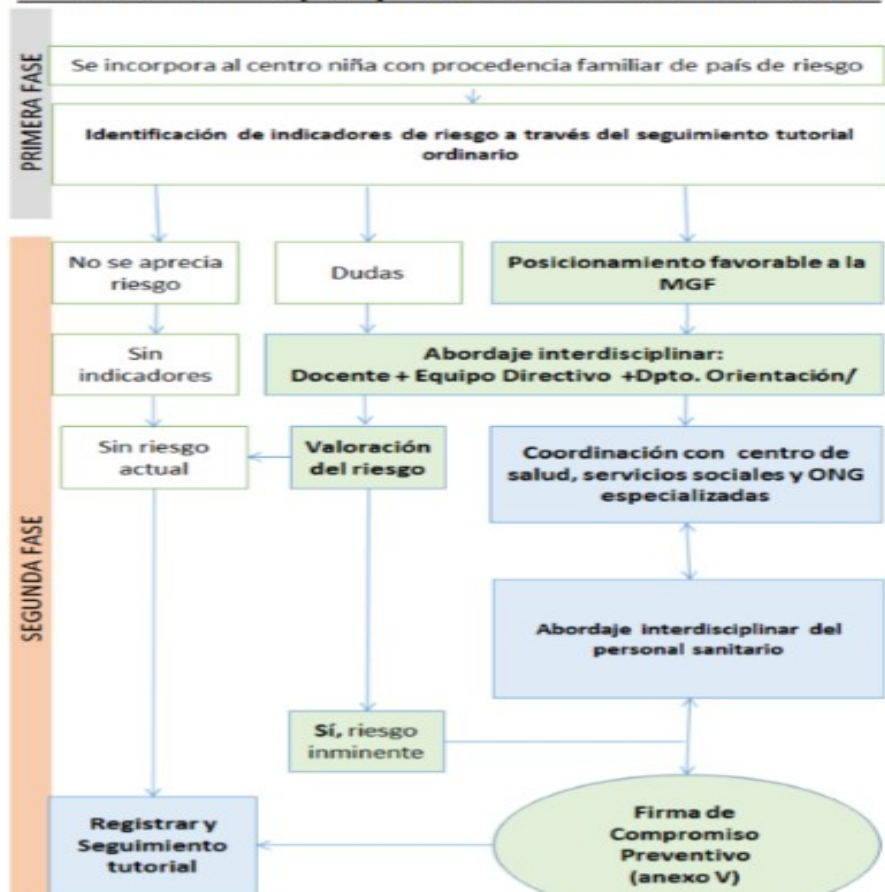 PRIMERA FASE
Se incorpora al centro niña con procedencia familiar de país de riesgo
Identificación de indicadores de riesgo a través del seguimiento tutorial
ordinario
SEGUNDA FASE
No se aprecia
riesgo
Dudas
Posicionamiento favorable a la
MGF
Sin
indicadores
Abordaje interdisciplinar:
Docente + Equipo Directivo +Dpto. Orientación/
Sin riesgo
actual
Valoración
del riesgo
Coordinación con centro de
salud, servicios sociales y ONG
especializadas
Abordaje interdisciplinar del
personal sanitario
Sí, riesgo
inminente
Registrar y
Seguimiento
tutorial
Firma de
Compromiso
Preventivo
(anexo V)